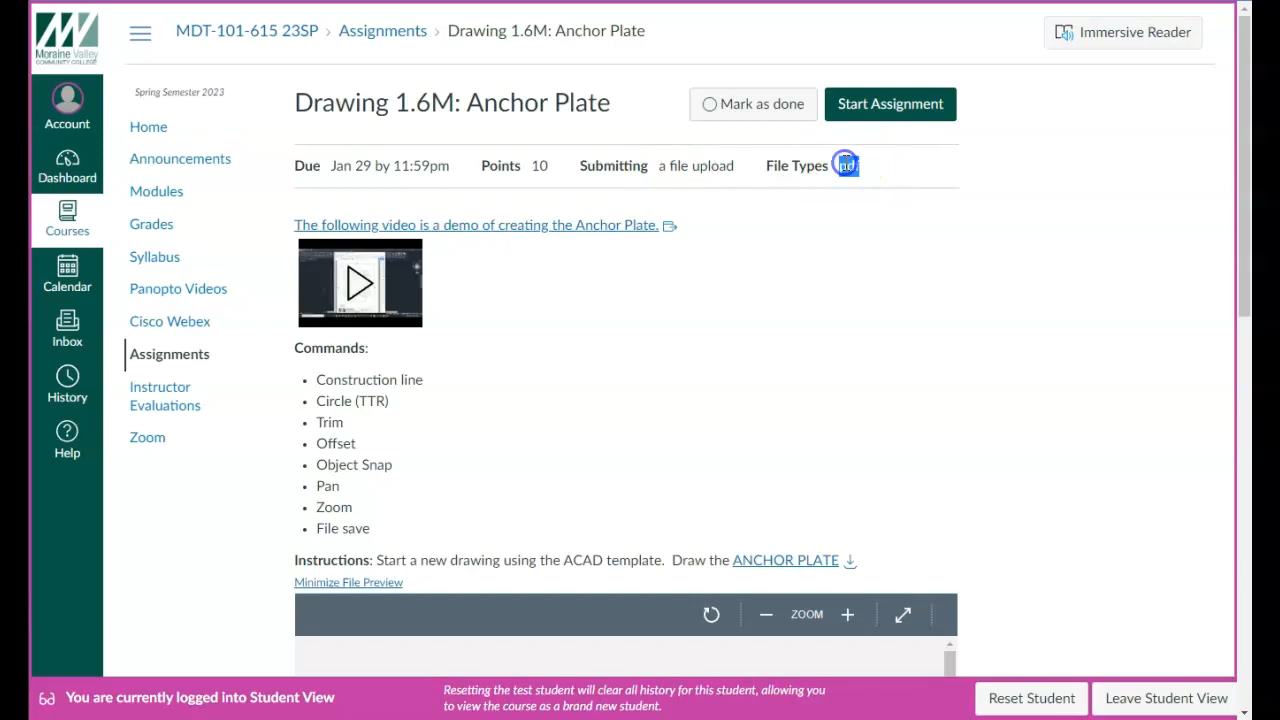 Moraine Valley
COMMUNITY COLLEGE
MDT-101-615 23SP › Assignments › Drawing 1.6M: Anchor Plate
Immersive Reader
Account
Dashboard
Courses
Calendar
Inbox
History
Help
Spring Semester 2023
Home
Announcements
Modules
Grades
Syllabus
Panopto Videos
Cisco Webex
Assignments
Instructor
Evaluations
Zoom
Drawing 1.6M: Anchor Plate
Mark as done
Start Assignment
Due Jan 29 by 11:59pm Points 10 Submitting a file upload File Types pdf
The following video is a demo of creating the Anchor Plate.
Commands:
• Construction line
• Circle (TTR)
• Trim
• Offset
• Object Snap
• Pan
• Zoom
• File save
Instructions: Start a new drawing using the ACAD template. Draw the ANCHOR PLATE
Minimize File Preview
ZOOM
You are currently logged into Student View
Resetting the test student will clear all history for this student, allowing you
to view the course as a brand new student.
Reset Student
Leave Student View